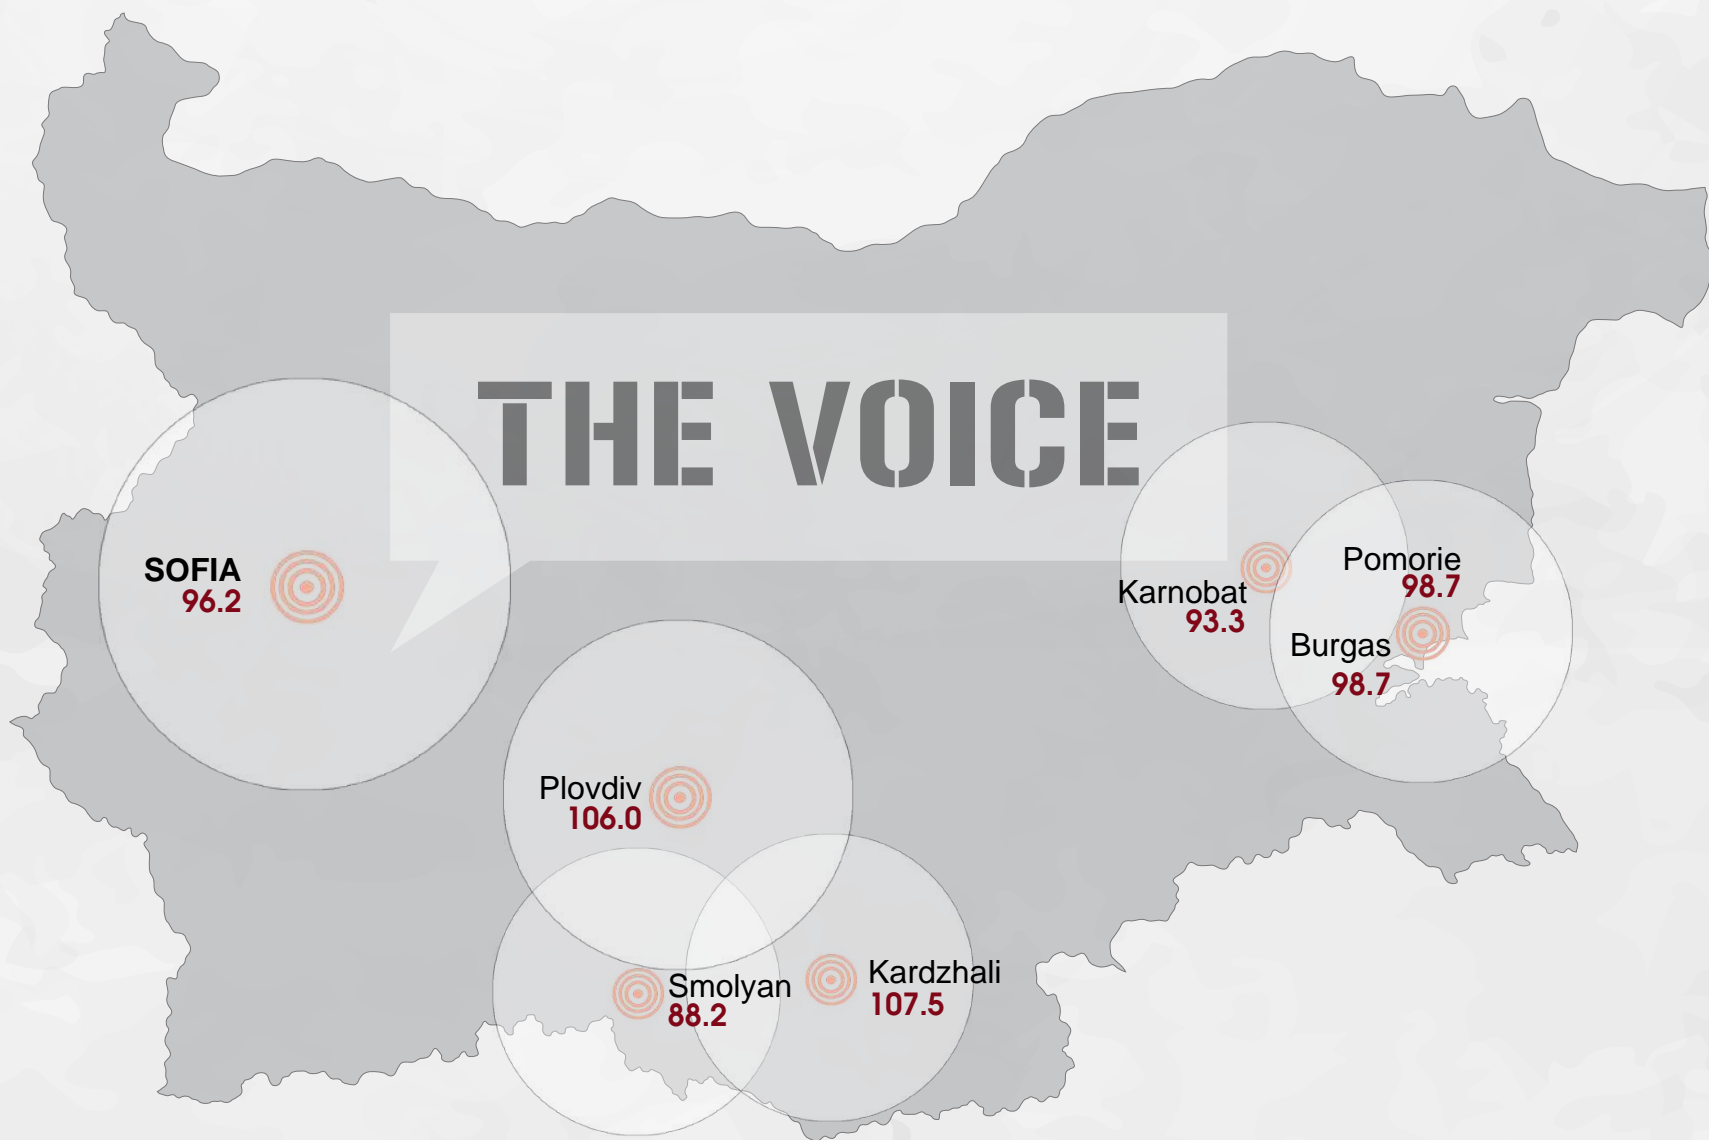 THE VOICE
SOFIA
96.2
Pomorie
98.7
Karnobat
93.3
Burgas
98.7
Plovdiv
106.0
Smolyan
88.2
Kardzhali
107.5